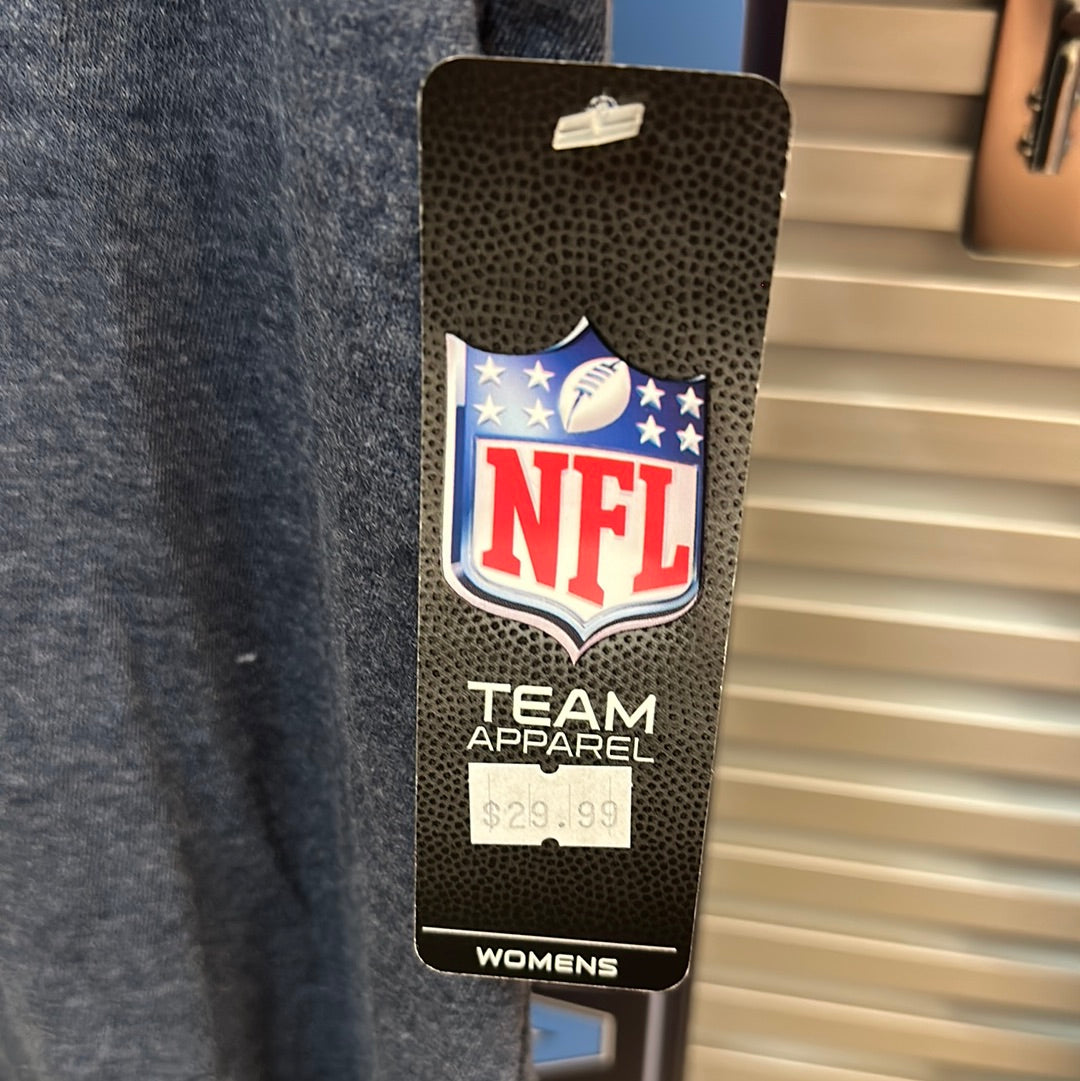 NFL
TEAM
APPAREL
$29.99
WOMENS